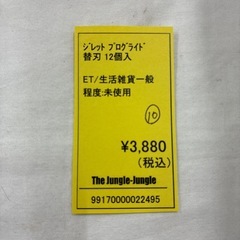 ｼﾞﾚｯﾄ ﾌﾟﾛｸﾞﾗｲﾄﾞ
替刃 12個入
ET/生活雑貨一般
程度:未使用
⑩
¥3,880
(税込)
The Jungle-Jungle
99170000022495